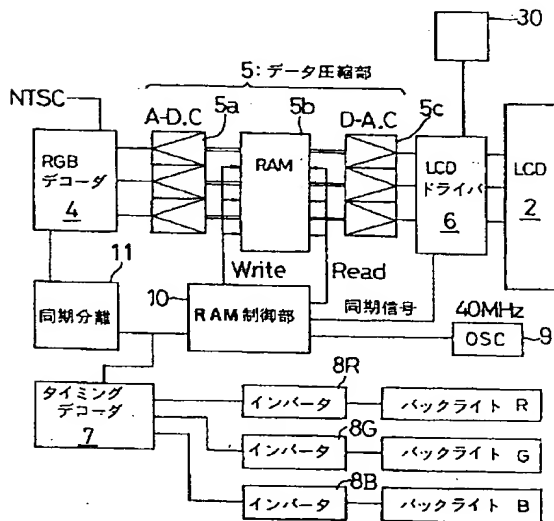 30
5:データ圧縮部
NTSC
A-D.C
5a
5b
D-A.C
5c
RGB
デコーダ
4
RAM
LCD
ドライバ
6
LCD
2
11
同期分離
Write
Read
10
RAM制御部
同期信号
40MHz
OSC
9
タイミング
デコーダ
7
8R
インバータ
バックライト R
8G
インバータ
バックライト G
8B
インバータ
バックライト B